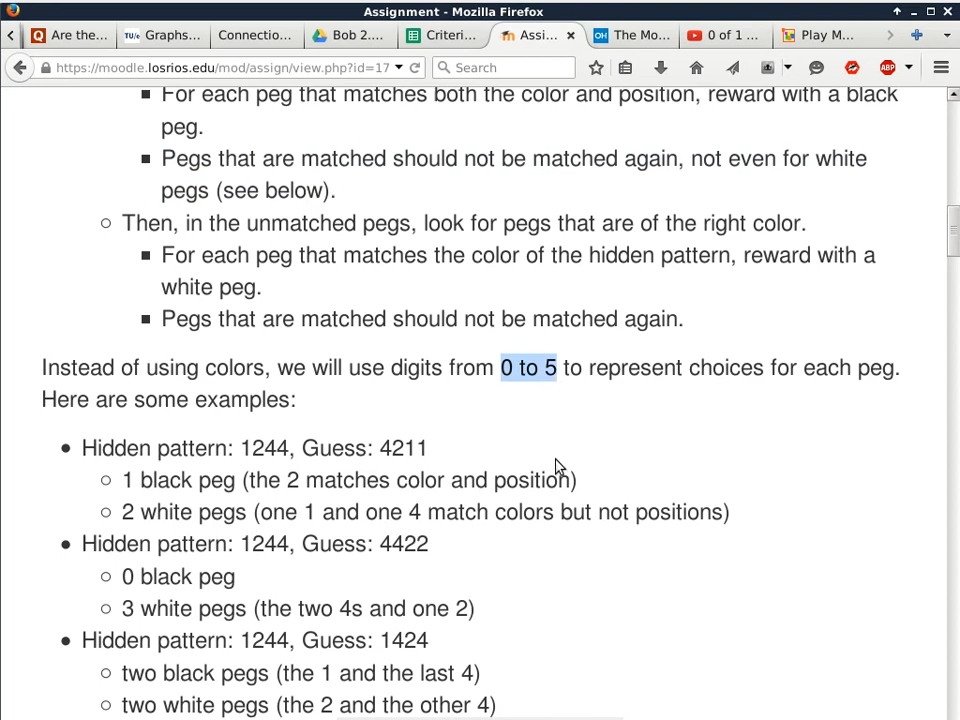 Assignment - Mozilla Firefox
Are the... Graphs... Connectio... Bob 2.... Criteri... Assi... The Mo... 0 of 1 ... Play M...
https://moodle.losrios.edu/mod/assign/view.php?id=17 Search
For each peg that matches both the color and position, reward with a black
peg.
Pegs that are matched should not be matched again, not even for white
pegs (see below).
Then, in the unmatched pegs, look for pegs that are of the right color.
For each peg that matches the color of the hidden pattern, reward with a
white peg.
Pegs that are matched should not be matched again.
Instead of using colors, we will use digits from 0 to 5 to represent choices for each peg.
Here are some examples:
Hidden pattern: 1244, Guess: 4211
1 black peg (the 2 matches color and position)
2 white pegs (one 1 and one 4 match colors but not positions)
Hidden pattern: 1244, Guess: 4422
0 black peg
3 white pegs (the two 4s and one 2)
Hidden pattern: 1244, Guess: 1424
two black pegs (the 1 and the last 4)
two white pegs (the 2 and the other 4)